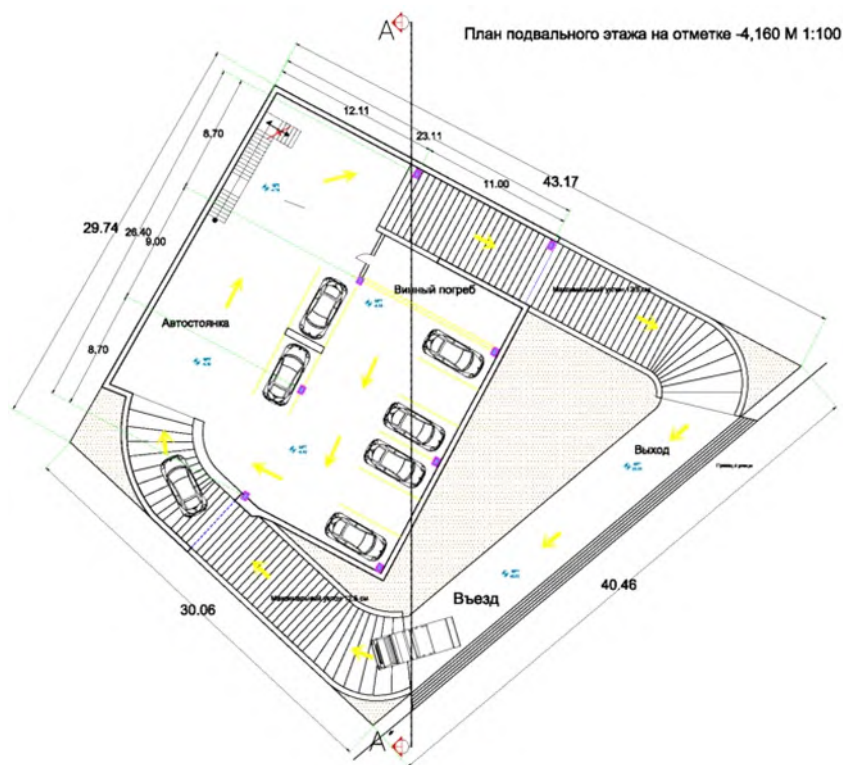 План подвального этажа на отметке -4,160 М 1:100
A
12.11
23.11
8,70
11.00
43.17
29.74
26.40
9,00
Винный погреб
Автостоянка
8.70
Выход
Въезд
30.06
40.46
A'